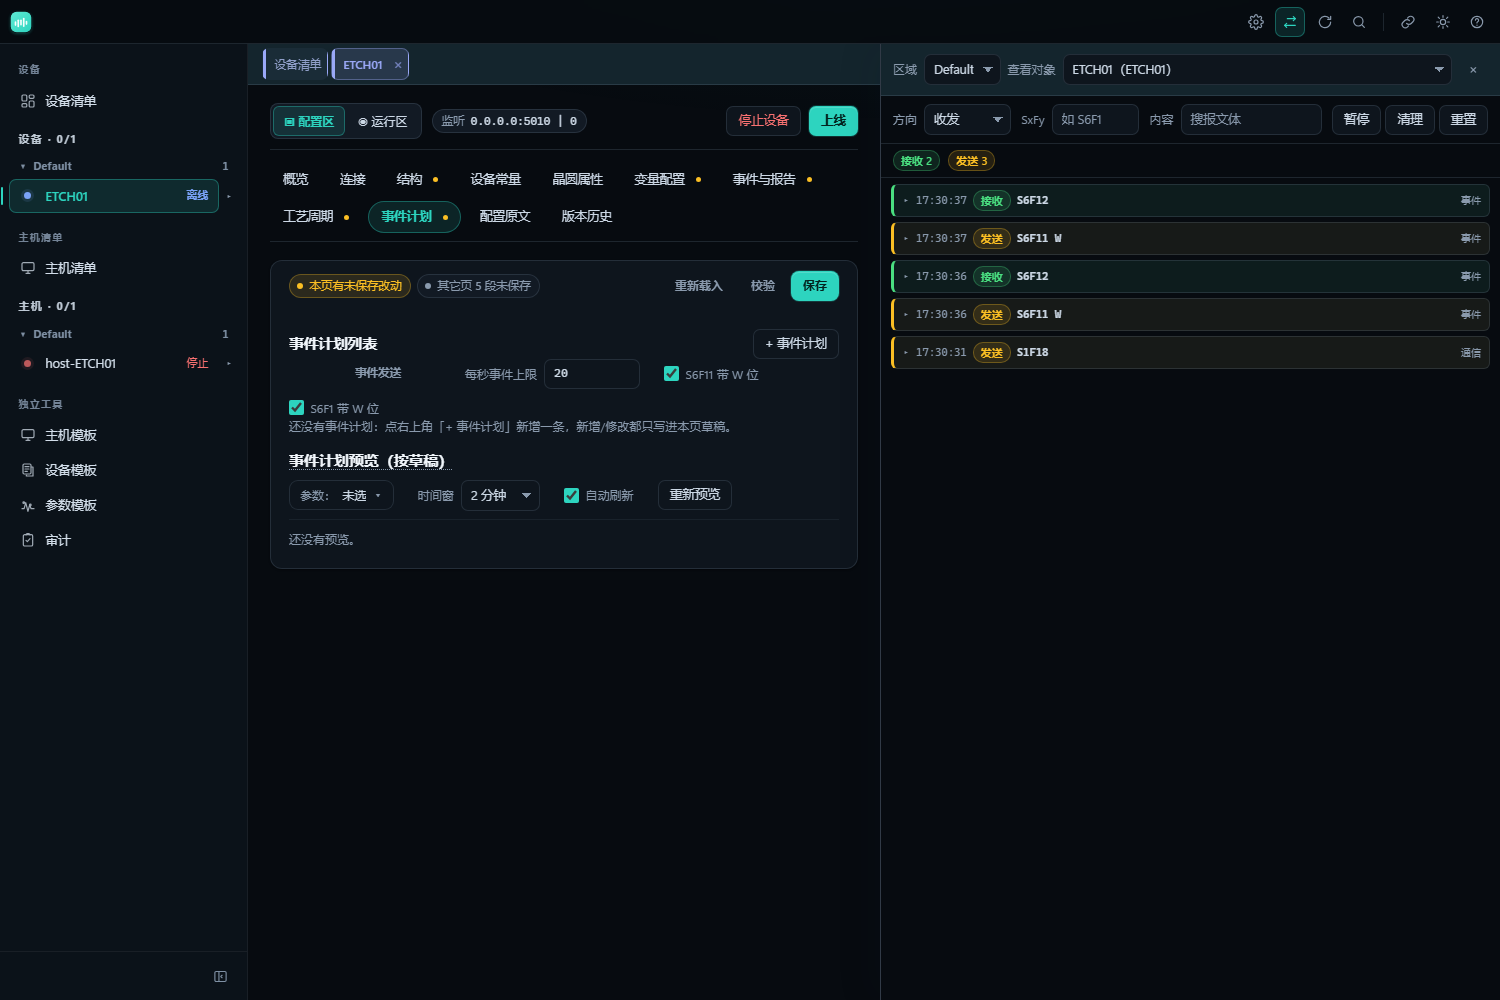 设备
设备清单
设备 · 0/1
Default 1
ETCH01 离线
主机清单
主机清单
主机 · 0/1
Default 1
host-ETCH01 停止
独立工具
主机模板
设备模板
参数模板
审计
设备清单 ETCH01 ×
配置区 运行区 监听 0.0.0.0:5010 | 0 停止设备 上线
概览 连接 结构 设备常量 晶圆属性 变量配置 事件与报告
工艺周期 事件计划 配置原文 版本历史
本页有未保存改动 其它页 5 段未保存 重新载入 校验 保存
事件计划列表 + 事件计划
事件发送 每秒事件上限 20 S6F11 带 W 位
S6F1 带 W 位
还没有事件计划：点右上角「+ 事件计划」新增一条，新增/修改都只写进本页草稿。
事件计划预览（按草稿）
参数： 未选 时间窗 2 分钟 自动刷新 重新预览
还没有预览。
区域 Default 查看对象 ETCH01 (ETCH01) ×
方向 收发 SxFy 如 S6F1 内容 搜报文体 暂停 清理 重置
接收 2 发送 3
17:30:37 接收 S6F12 事件
17:30:37 发送 S6F11 W 事件
17:30:36 接收 S6F12 事件
17:30:36 发送 S6F11 W 事件
17:30:31 发送 S1F18 通信